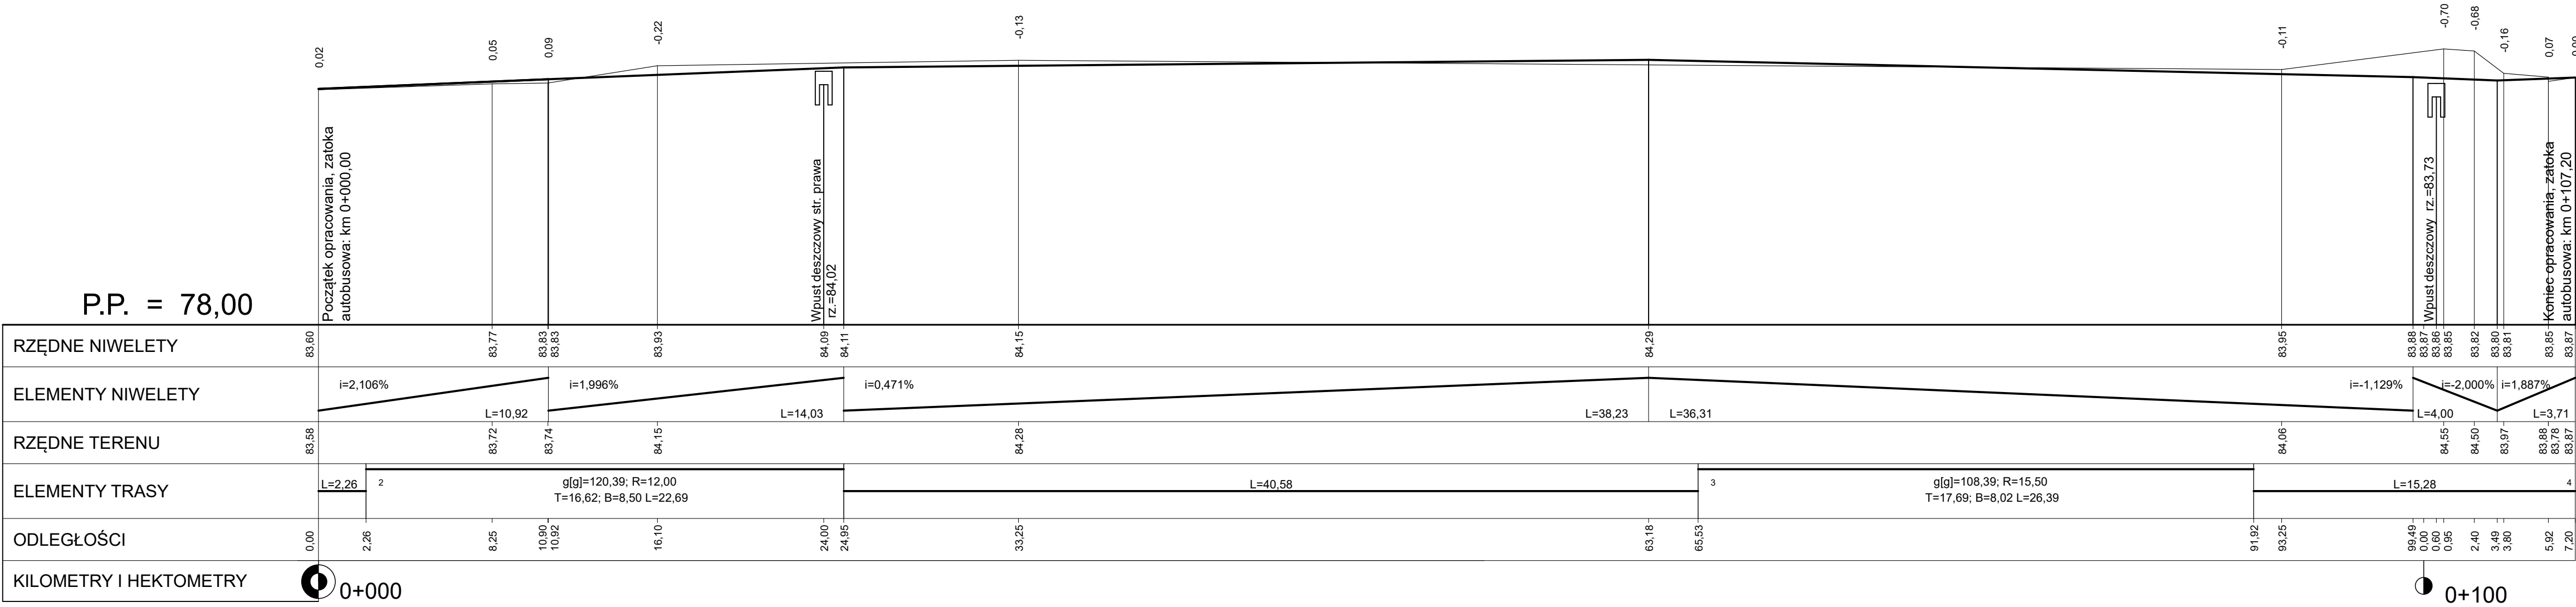 0,02
0,05
0,09
-0,22
-0,13
-0,11
-0,70
-0,68
-0,16
0,07
Początek opracowania, zatoka
autobusowa: km 0+000,00
Wpust deszczowy str. prawa
rz.=84,02
Wpust deszczowy rz.=83,73
Koniec opracowania, zatoka
autobusowa: km 0+107,20
P.P. = 78,00
RZĘDNE NIWELETY
83,60
83,77
83,83
83,83
83,93
84,09
84,11
84,15
84,29
83,95
83,88
83,87
83,86
83,85
83,82
83,80
83,81
83,85
83,87
ELEMENTY NIWELETY
i=2,106%
L=10,92
i=1,996%
L=14,03
i=0,471%
L=38,23
L=36,31
i=-1,129%
L=4,00
i=-2,000%
i=1,887%
L=3,71
RZĘDNE TERENU
83,58
83,72
83,74
84,15
84,28
84,06
84,55
84,50
83,97
83,88
83,78
83,87
ELEMENTY TRASY
L=2,26
2
g[g]=120,39; R=12,00
T=16,62; B=8,50 L=22,69
L=40,58
3
g[g]=108,39; R=15,50
T=17,69; B=8,02 L=26,39
L=15,28
4
ODLEGŁOŚCI
0,00
2,26
8,25
10,90
10,92
16,10
24,00
24,95
33,25
63,18
65,53
91,92
93,25
99,49
0,00
0,60
0,95
2,40
3,49
3,80
5,92
7,20
KILOMETRY I HEKTOMETRY
0+000
0+100